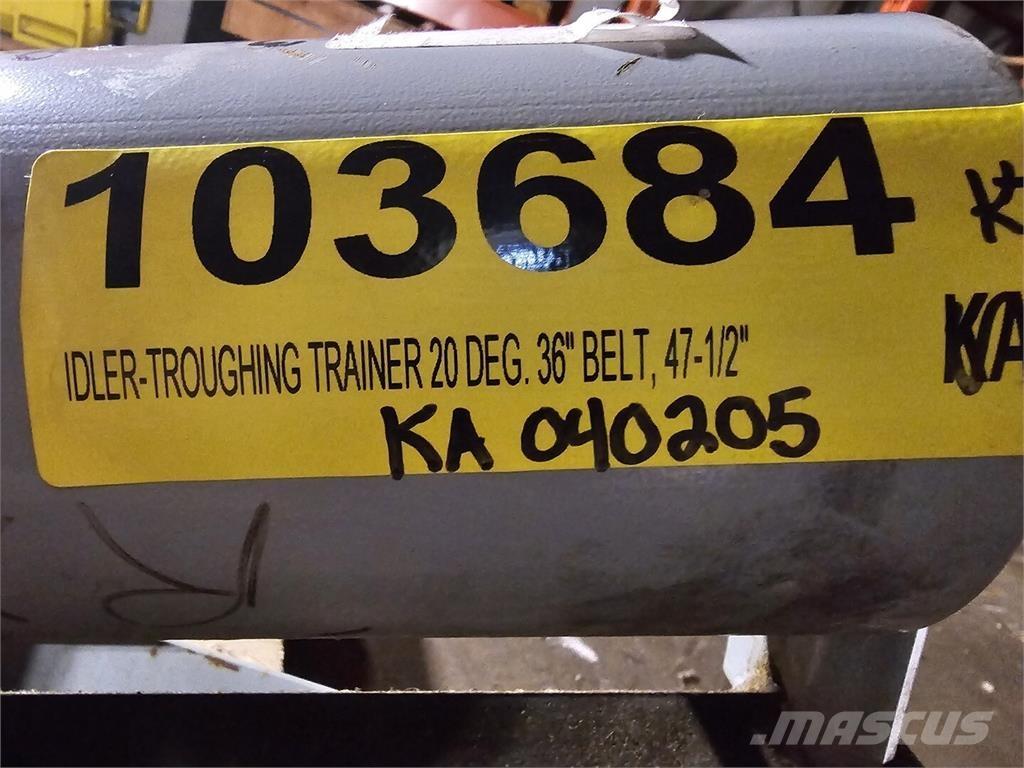 103684
IDLER-TROUGHING TRAINER 20 DEG. 36" BELT, 47-1/2"
KA 040205
KA
MASCUS